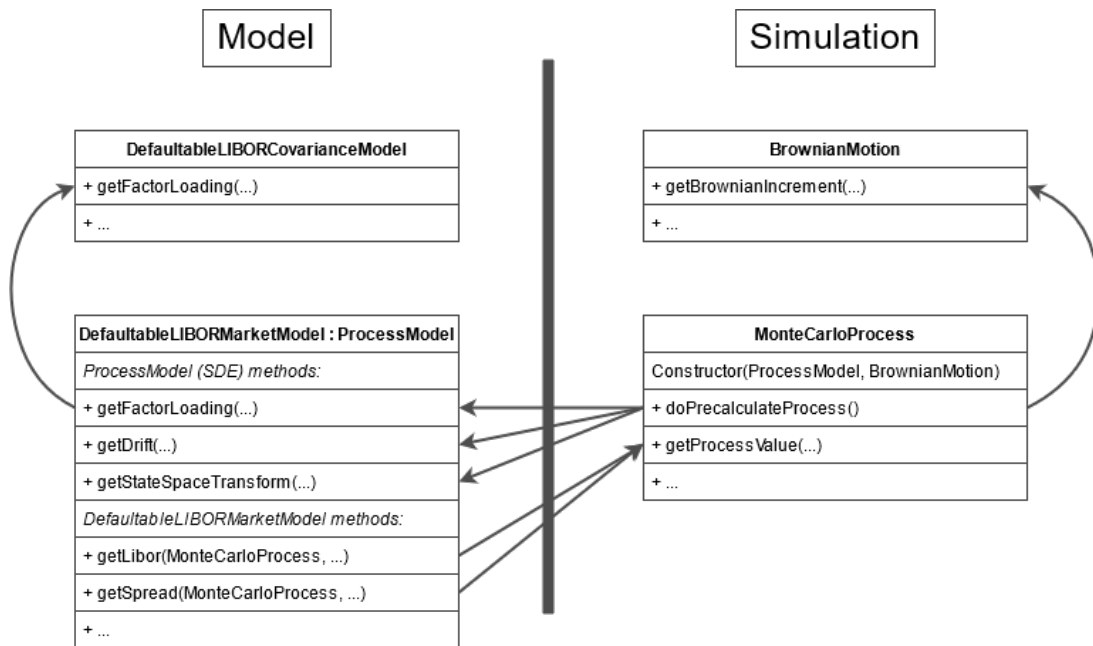 Model
Simulation
DefaultableLIBORCovarianceModel
+ getFactorLoading(...)
+ ...
BrownianMotion
+ getBrownianIncrement(...)
+ ...
DefaultableLIBORMarketModel : ProcessModel
ProcessModel (SDE) methods:
+ getFactorLoading(...)
+ getDrift(...)
+ getStateSpaceTransform(...)
DefaultableLIBORMarketModel methods:
+ getLibor(MonteCarloProcess, ...)
+ getSpread(MonteCarloProcess, ...)
+ ...
MonteCarloProcess
Constructor(ProcessModel, BrownianMotion)
+ doPrecalculateProcess()
+ getProcessValue(...)
+ ...